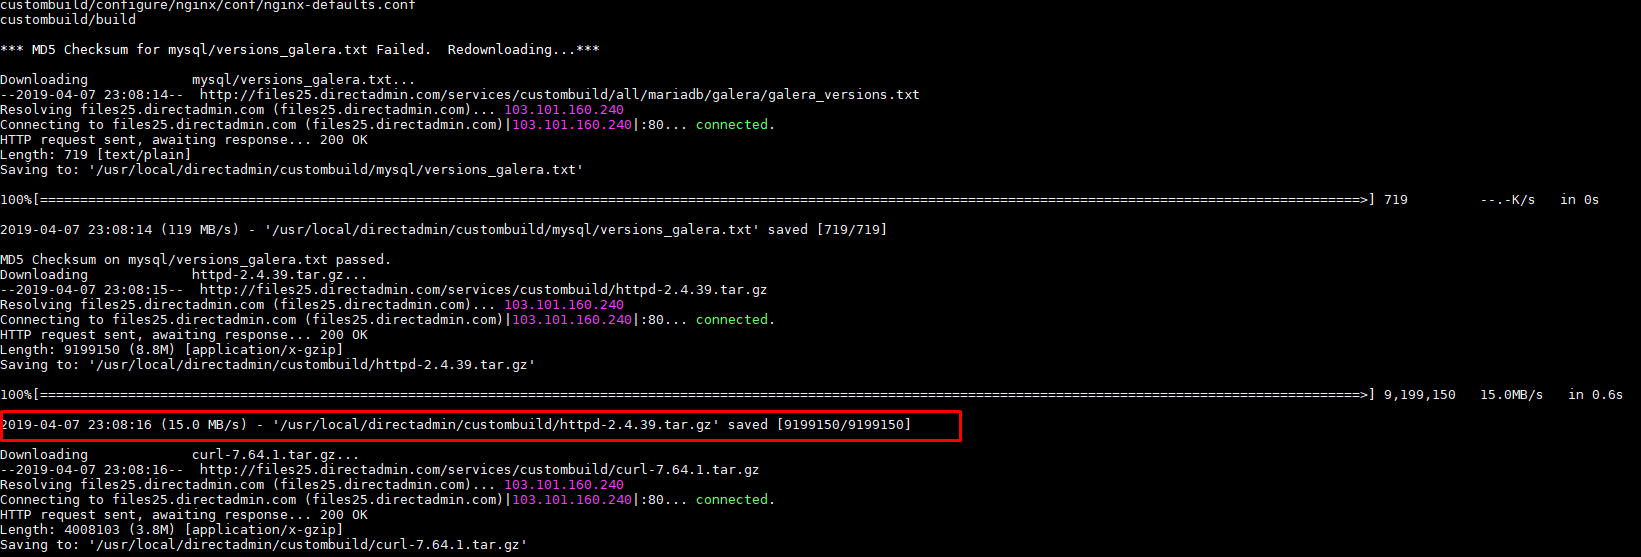 custombuild/configure/nginx/conf/nginx-defaults.conf
custombuild/build
*** MD5 Checksum for mysql/versions_galera.txt Failed.  Redownloading...***
Downloading             mysql/versions_galera.txt...
--2019-04-07 23:08:14--  http://files25.directadmin.com/services/custombuild/all/mariadb/galera/galera_versions.txt
Resolving files25.directadmin.com (files25.directadmin.com)... 103.101.160.240
Connecting to files25.directadmin.com (files25.directadmin.com)|103.101.160.240|:80... connected.
HTTP request sent, awaiting response... 200 OK
Length: 719 [text/plain]
Saving to: '/usr/local/directadmin/custombuild/mysql/versions_galera.txt'
100%[=====================================================================================================================================================================>] 719         --.-K/s   in 0s
2019-04-07 23:08:14 (119 MB/s) - '/usr/local/directadmin/custombuild/mysql/versions_galera.txt' saved [719/719]
MD5 Checksum on mysql/versions_galera.txt passed.
Downloading             httpd-2.4.39.tar.gz...
--2019-04-07 23:08:15--  http://files25.directadmin.com/services/custombuild/httpd-2.4.39.tar.gz
Resolving files25.directadmin.com (files25.directadmin.com)... 103.101.160.240
Connecting to files25.directadmin.com (files25.directadmin.com)|103.101.160.240|:80... connected.
HTTP request sent, awaiting response... 200 OK
Length: 9199150 (8.8M) [application/x-gzip]
Saving to: '/usr/local/directadmin/custombuild/httpd-2.4.39.tar.gz'
100%[=====================================================================================================================================================================>] 9,199,150   15.0MB/s   in 0.6s
2019-04-07 23:08:16 (15.0 MB/s) - '/usr/local/directadmin/custombuild/httpd-2.4.39.tar.gz' saved [9199150/9199150]
Downloading             curl-7.64.1.tar.gz...
--2019-04-07 23:08:16--  http://files25.directadmin.com/services/custombuild/curl-7.64.1.tar.gz
Resolving files25.directadmin.com (files25.directadmin.com)... 103.101.160.240
Connecting to files25.directadmin.com (files25.directadmin.com)|103.101.160.240|:80... connected.
HTTP request sent, awaiting response... 200 OK
Length: 4008103 (3.8M) [application/x-gzip]
Saving to: '/usr/local/directadmin/custombuild/curl-7.64.1.tar.gz'